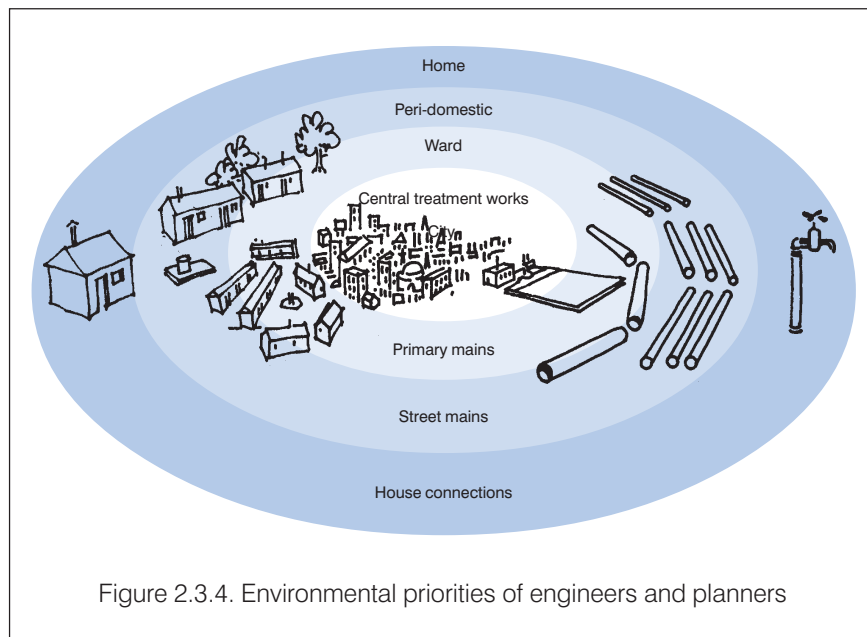 Home
Peri-domestic
Ward
Central treatment works
City
Primary mains
Street mains
House connections
Figure 2.3.4. Environmental priorities of engineers and planners